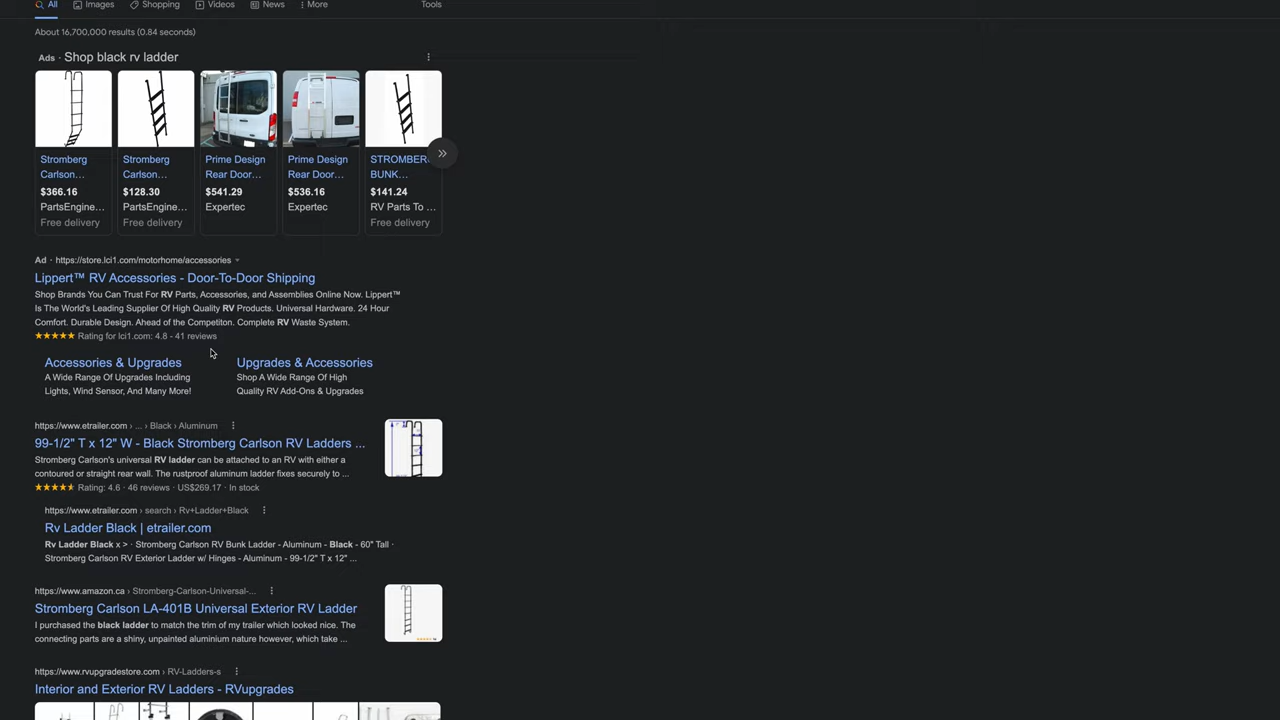 All Images Shopping Videos News More Tools
About 16,700,000 results (0.84 seconds)
Ads · Shop black rv ladder
Stromberg Carlson...
$366.16
PartsEngine...
Free delivery
Stromberg Carlson...
$128.30
PartsEngine...
Free delivery
Prime Design Rear Door...
$541.29
Expertec
Prime Design Rear Door...
$536.16
Expertec
STROMBERG BUNK...
$141.24
RV Parts To ...
Free delivery
Ad · https://store.lci1.com/motorhome/accessories
Lippert™ RV Accessories - Door-To-Door Shipping
Shop Brands You Can Trust For RV Parts, Accessories, and Assemblies Online Now. Lippert™
Is The World's Leading Supplier Of High Quality RV Products. Universal Hardware. 24 Hour
Comfort. Durable Design. Ahead of the Competiton. Complete RV Waste System.
Rating for lci1.com: 4.8 - 41 reviews
Accessories & Upgrades
A Wide Range Of Upgrades Including
Lights, Wind Sensor, And Many More!
Upgrades & Accessories
Shop A Wide Range Of High
Quality RV Add-Ons & Upgrades
https://www.etrailer.com › ... › Black › Aluminum
99-1/2" T x 12" W - Black Stromberg Carlson RV Ladders ...
Stromberg Carlson's universal RV ladder can be attached to an RV with either a
contoured or straight rear wall. The rustproof aluminum ladder fixes securely to ...
Rating: 4.6 · 46 reviews · US$269.17 · In stock
https://www.etrailer.com › search › Rv+Ladder+Black
Rv Ladder Black | etrailer.com
Rv Ladder Black x > · Stromberg Carlson RV Bunk Ladder - Aluminum - Black - 60" Tall ·
Stromberg Carlson RV Exterior Ladder w/ Hinges - Aluminum - 99-1/2" T x 12" ...
https://www.amazon.ca › Stromberg-Carlson-Universal-...
Stromberg Carlson LA-401B Universal Exterior RV Ladder
I purchased the black ladder to match the trim of my trailer which looked nice. The
connecting parts are a shiny, unpainted aluminium nature however, which take ...
https://www.rvupgradestore.com › RV-Ladders-s
Interior and Exterior RV Ladders - RVupgrades